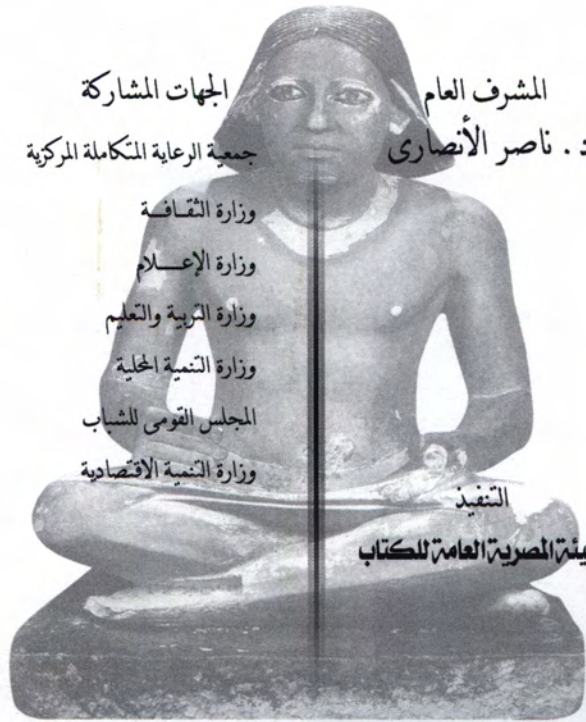 المشرف العام
د. ناصر الأنصارى
الجهات المشاركة
جمعية الرعاية المتكاملة المركزية
وزارة الثقافة
وزارة الإعلام
وزارة التربية والتعليم
وزارة التنمية المحلية
المجلس القومى للشباب
وزارة التنمية الاقتصادية
التنفيذ
المصرية العامة للكتاب